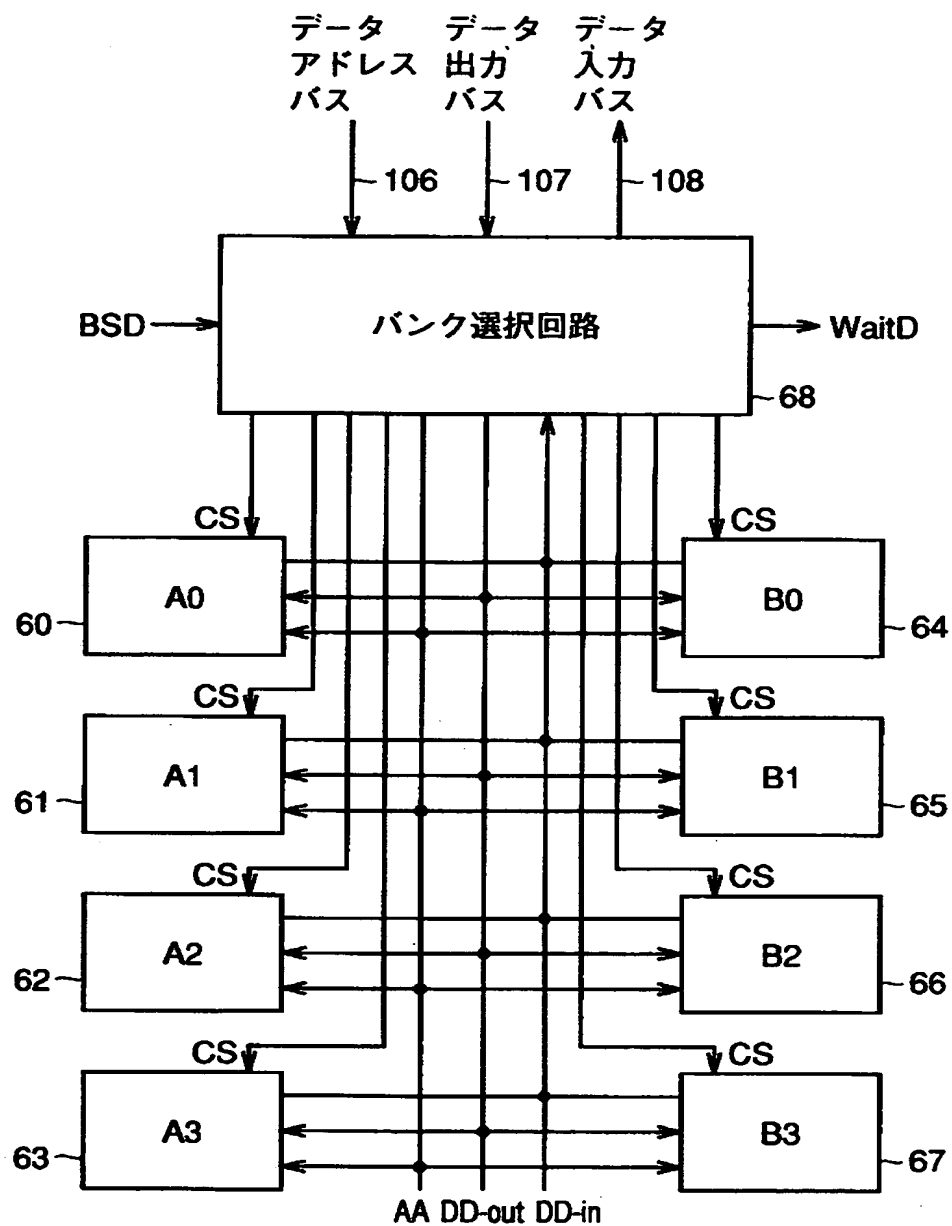 データ
アドレス
バス
データ
出力
バス
データ
入力
バス
106
107
108
BSD
バンク選択回路
WaitD
68
CS
CS
A0
B0
60
64
CS
CS
A1
B1
61
65
CS
CS
A2
B2
62
66
CS
CS
A3
B3
63
67
AA DD-out DD-in